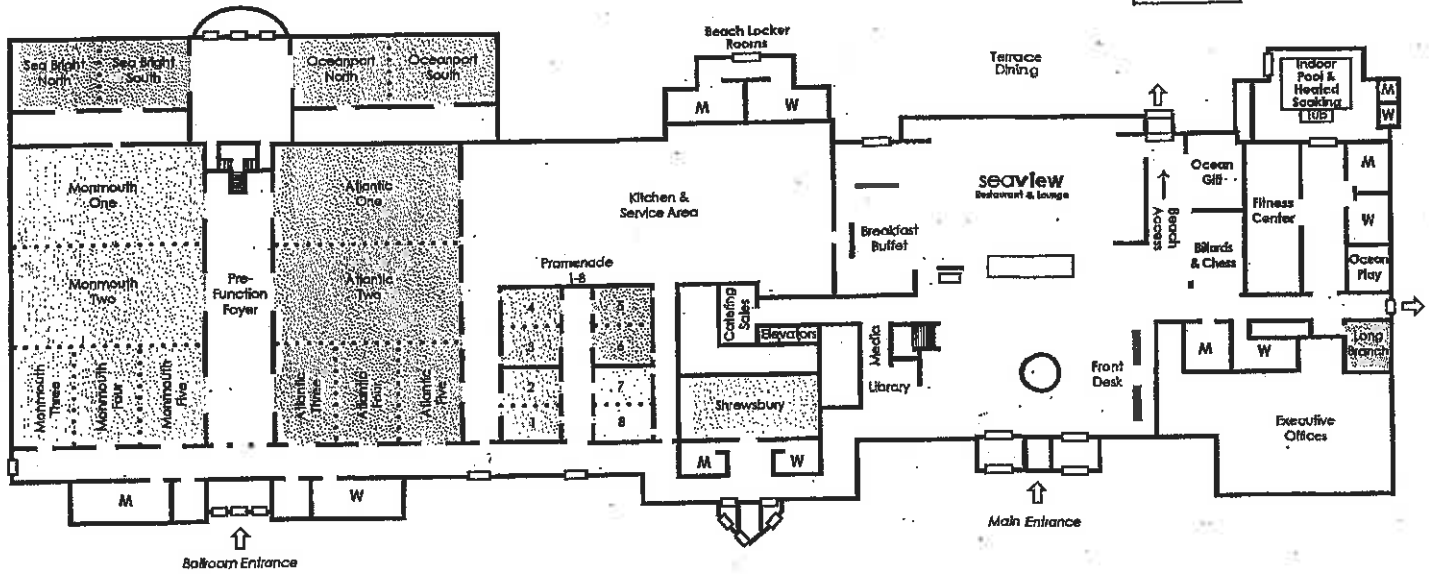 Beach Locker
Rooms
Terrace
Dining
Sea Bright
North
Sea Bright
South
Oceanport
North
Oceanport
South
Indoor
Pool &
Heated
Soaking
TUB
M
W
M
W
Monmouth
One
Atlantic
One
Kitchen &
Service Area
seaview
Restaurant & Lounge
Ocean
Gift
Fitness
Center
M
W
Breakfast
Buffet
Beach
Access
Billards
& Chess
Ocean
Play
Monmouth
Two
Pre-
Function
Foyer
Atlantic
Two
Promenade
1-8
4
5
3
6
2
7
1
8
Catering
Sales
Elevators
Media
Library
Front
Desk
M
W
Long
Branch
Monmouth
Three
Monmouth
Four
Monmouth
Five
Atlantic
Three
Atlantic
Four
Atlantic
Five
Shrewsbury
Executive
Offices
M
W
M
W
Main Entrance
Ballroom Entrance